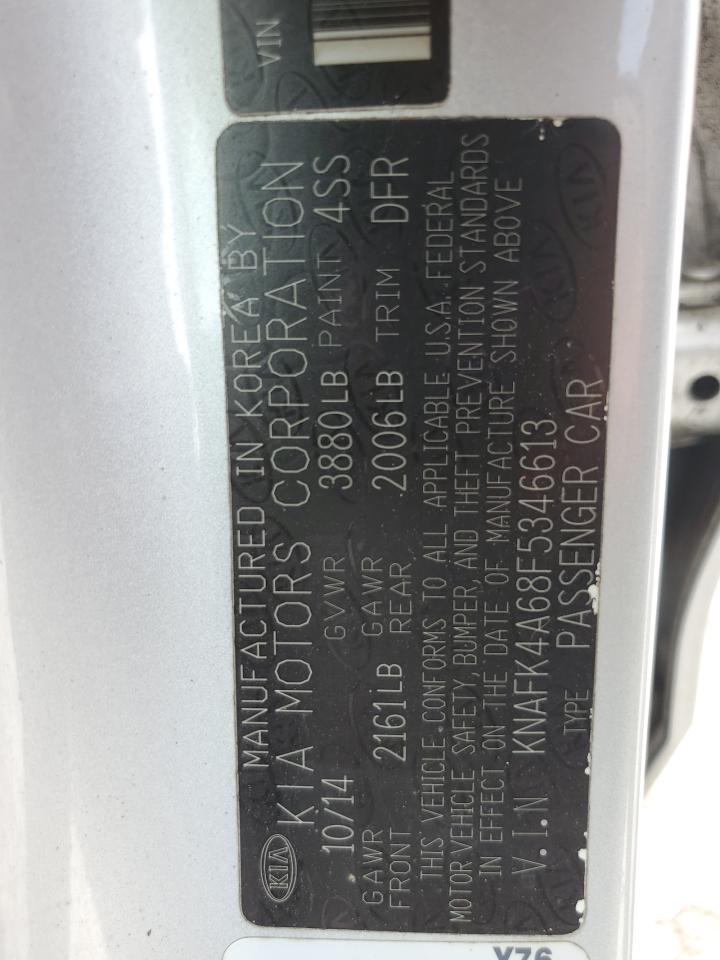 VIN
MANUFACTURED IN KOREA BY
KIA KIA MOTORS CORPORATION
10/14 GVWR 3880LB PAINT 4SS
GAWR FRONT 2161LB GAWR REAR 2006LB TRIM DFR
THIS VEHICLE CONFORMS TO ALL APPLICABLE U.S.A. FEDERAL
MOTOR VEHICLE SAFETY, BUMPER, AND THEFT PREVENTION STANDARDS
IN EFFECT ON THE DATE OF MANUFACTURE SHOWN ABOVE
V.I.N KNAFK4A68F5346613
TYPE PASSENGER CAR